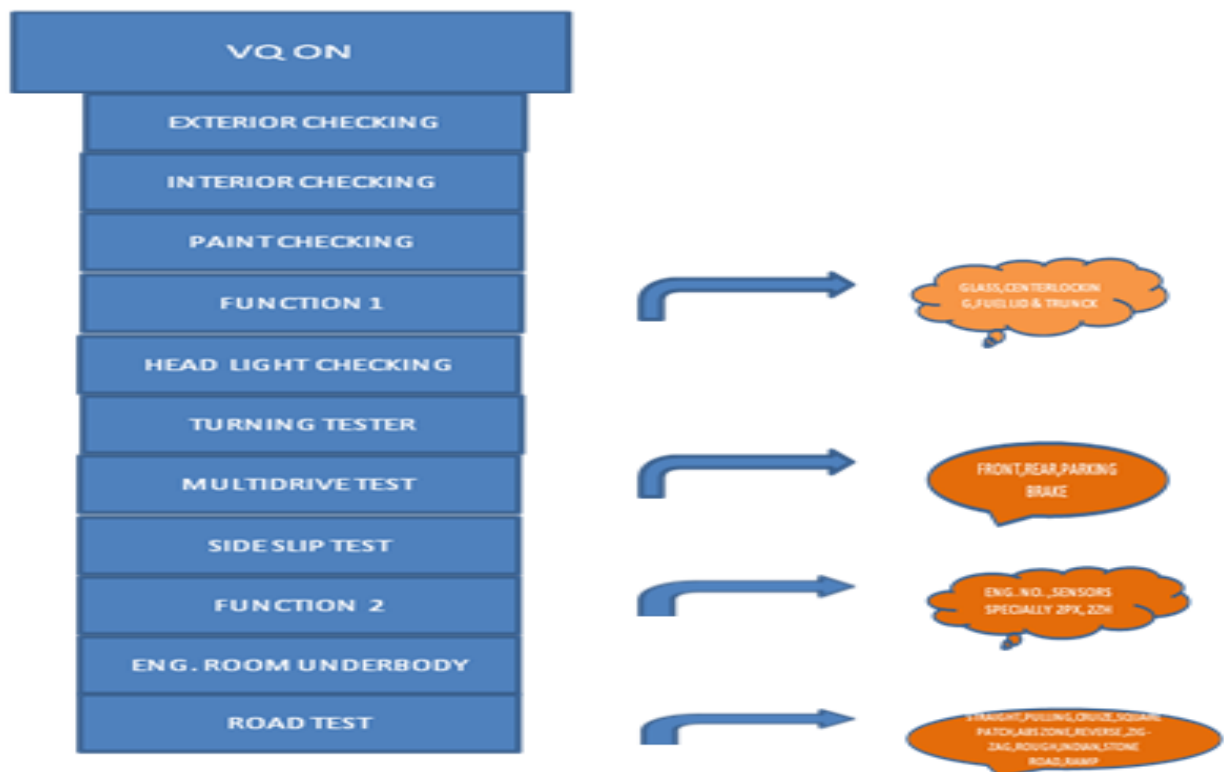 VQ ON
EXTERIOR CHECKING
INTERIOR CHECKING
PAINT CHECKING
FUNCTION 1
GLASS,CENTERLOCKIN
G,FUEL LID & TRUNCK
HEAD LIGHT CHECKING
TURNING TESTER
MULTIDRIVE TEST
FRONT,REAR,PARKING
BRAKE
SIDE SLIP TEST
FUNCTION 2
ENG. NO. ,SENSORS
SPECIALLY 2PX, 2ZH
ENG. ROOM UNDERBODY
ROAD TEST
STRAIGHT,PULLING,CRUIZE,SQUARE
PATCH,ABS ZONE,REVERSE,ZIG-
ZAG,ROUGH,INDIAN,STONE
ROAD,RAMP